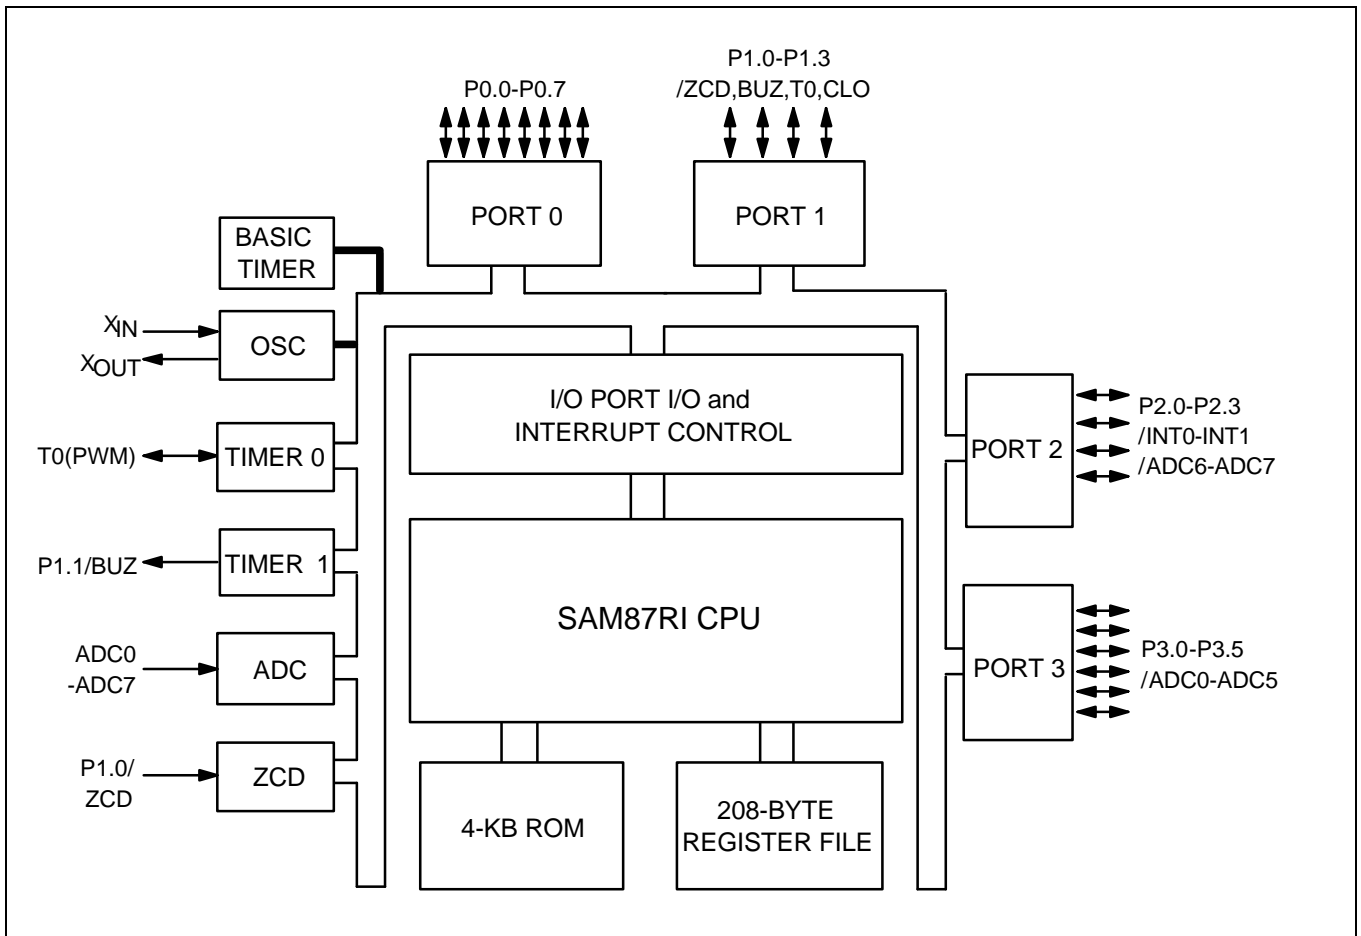 P0.0-P0.7
P1.0-P1.3
/ZCD,BUZ,T0,CLO
PORT 0
PORT 1
BASIC
TIMER
XIN
XOUT
OSC
I/O PORT I/O and
INTERRUPT CONTROL
T0(PWM)
TIMER 0
PORT 2
P2.0-P2.3
/INT0-INT1
/ADC6-ADC7
P1.1/BUZ
TIMER 1
SAM87RI CPU
ADC0
-ADC7
ADC
PORT 3
P3.0-P3.5
/ADC0-ADC5
P1.0/
ZCD
ZCD
4-KB ROM
208-BYTE
REGISTER FILE